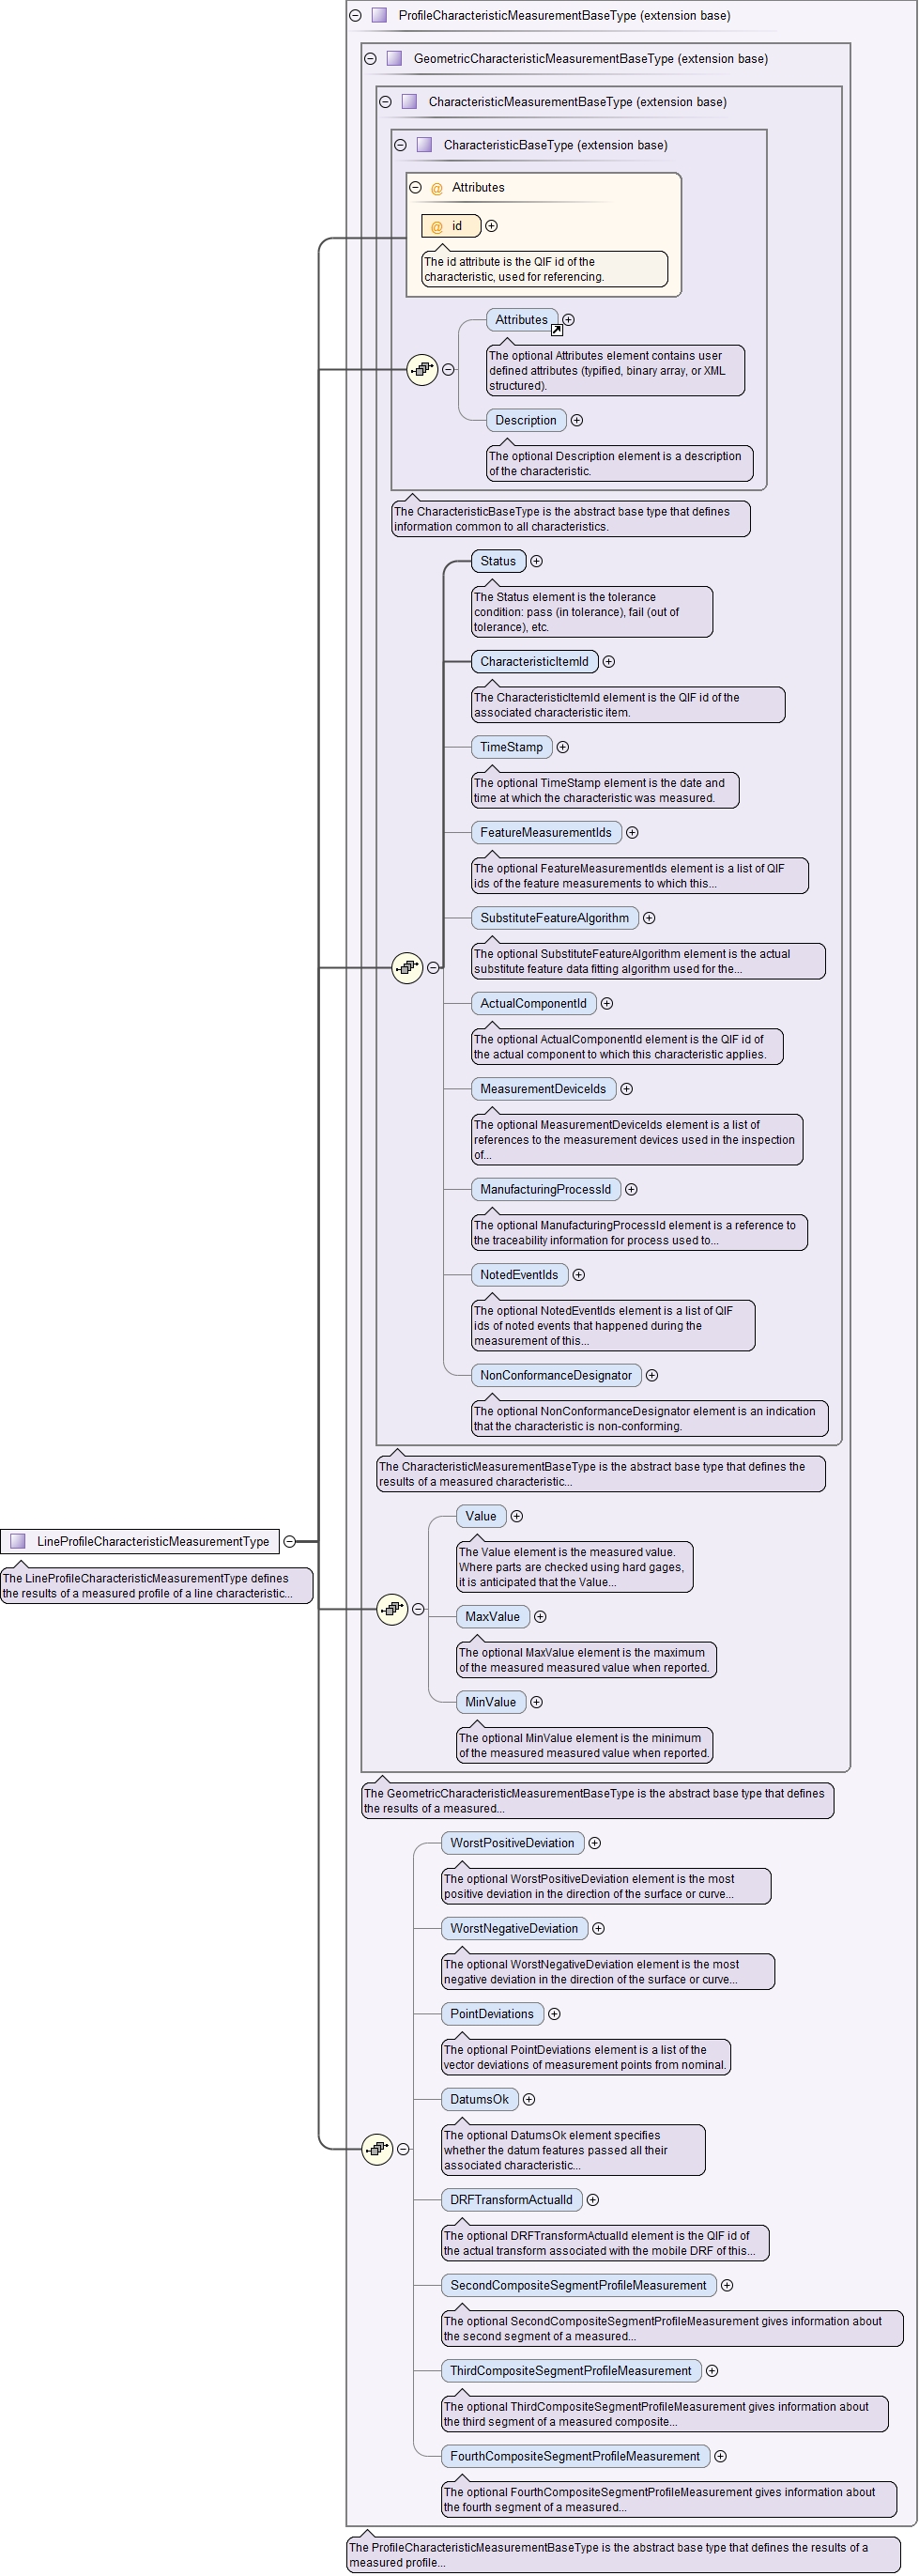 ProfileCharacteristicMeasurementBaseType (extension base)
GeometricCharacteristicMeasurementBaseType (extension base)
CharacteristicMeasurementBaseType (extension base)
CharacteristicBaseType (extension base)
@ Attributes
@ id
The id attribute is the QIF id of the
characteristic, used for referencing.
Attributes
The optional Attributes element contains user
defined attributes (typified, binary array, or XML
structured).
Description
The optional Description element is a description
of the characteristic.
The CharacteristicBaseType is the abstract base type that defines
information common to all characteristics.
Status
The Status element is the tolerance
condition: pass (in tolerance), fail (out of
tolerance), etc.
CharacteristicItemId
The CharacteristicItemId element is the QIF id of the
associated characteristic item.
TimeStamp
The optional TimeStamp element is the date and
time at which the characteristic was measured.
FeatureMeasurementIds
The optional FeatureMeasurementIds element is a list of QIF
ids of the feature measurements to which this...
SubstituteFeatureAlgorithm
The optional SubstituteFeatureAlgorithm element is the actual
substitute feature data fitting algorithm used for the...
ActualComponentId
The optional ActualComponentId element is the QIF id of
the actual component to which this characteristic applies.
MeasurementDeviceIds
The optional MeasurementDeviceIds element is a list of
references to the measurement devices used in the inspection
of...
ManufacturingProcessId
The optional ManufacturingProcessId element is a reference to
the traceability information for process used to...
NotedEventIds
The optional NotedEventIds element is a list of QIF
ids of noted events that happened during the
measurement of this...
NonConformanceDesignator
The optional NonConformanceDesignator element is an indication
that the characteristic is non-conforming.
The CharacteristicMeasurementBaseType is the abstract base type that defines the
results of a measured characteristic...
Value
The Value element is the measured value.
Where parts are checked using hard gages,
it is anticipated that the Value...
LineProfileCharacteristicMeasurementType
The LineProfileCharacteristicMeasurementType defines
the results of a measured profile of a line characteristic...
MaxValue
The optional MaxValue element is the maximum
of the measured measured value when reported.
MinValue
The optional MinValue element is the minimum
of the measured measured value when reported.
The GeometricCharacteristicMeasurementBaseType is the abstract base type that defines
the results of a measured...
WorstPositiveDeviation
The optional WorstPositiveDeviation element is the most
positive deviation in the direction of the surface or curve...
WorstNegativeDeviation
The optional WorstNegativeDeviation element is the most
negative deviation in the direction of the surface or curve...
PointDeviations
The optional PointDeviations element is a list of the
vector deviations of measurement points from nominal.
DatumsOk
The optional DatumsOk element specifies
whether the datum features passed all their
associated characteristic...
DRFTransformActualId
The optional DRFTransformActualId element is the QIF id of
the actual transform associated with the mobile DRF of this...
SecondCompositeSegmentProfileMeasurement
The optional SecondCompositeSegmentProfileMeasurement gives information about
the second segment of a measured...
ThirdCompositeSegmentProfileMeasurement
The optional ThirdCompositeSegmentProfileMeasurement gives information about
the third segment of a measured composite...
FourthCompositeSegmentProfileMeasurement
The optional FourthCompositeSegmentProfileMeasurement gives information about
the fourth segment of a measured...
The ProfileCharacteristicMeasurementBaseType is the abstract base type that defines the results of a
measured profile...